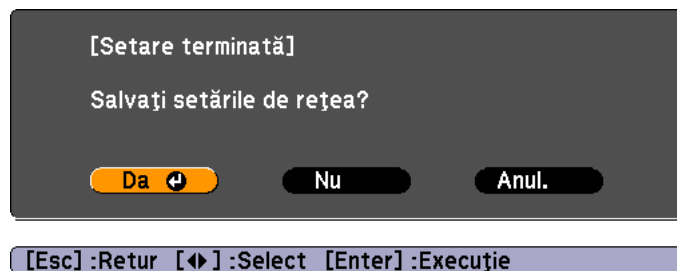 [Setare terminată]
Salvaţi setările de reţea?
Da Nu Anul.
[Esc] :Retur [◆] :Select [Enter] :Execuţie